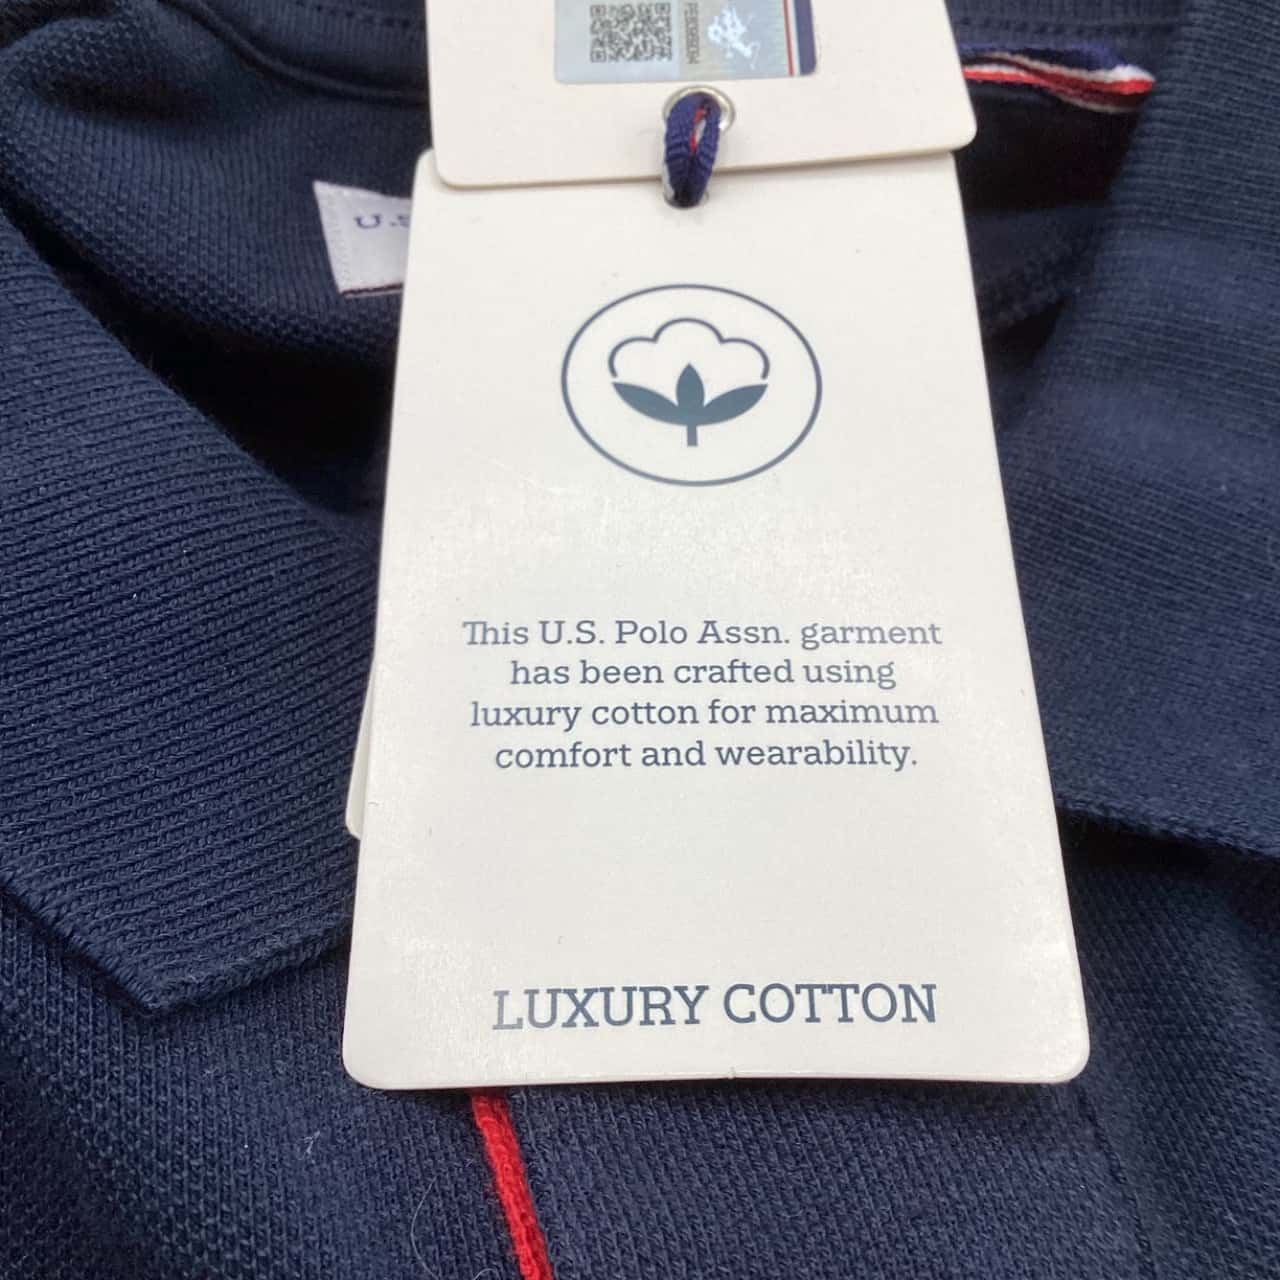 U.S
This U.S. Polo Assn. garment
has been crafted using
luxury cotton for maximum
comfort and wearability.
LUXURY COTTON